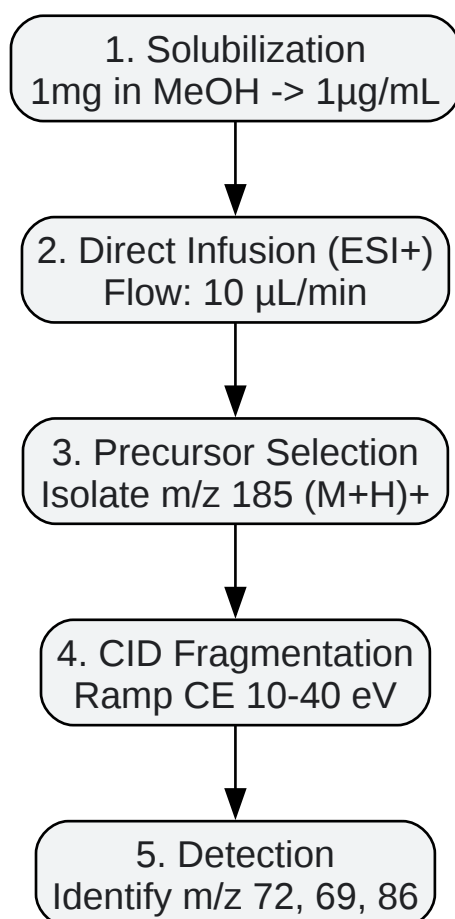 1. Solubilization
1mg in MeOH -> 1µg/mL
2. Direct Infusion (ESI+)
Flow: 10 µL/min
3. Precursor Selection
Isolate m/z 185 (M+H)+
4. CID Fragmentation
Ramp CE 10-40 eV
5. Detection
Identify m/z 72, 69, 86